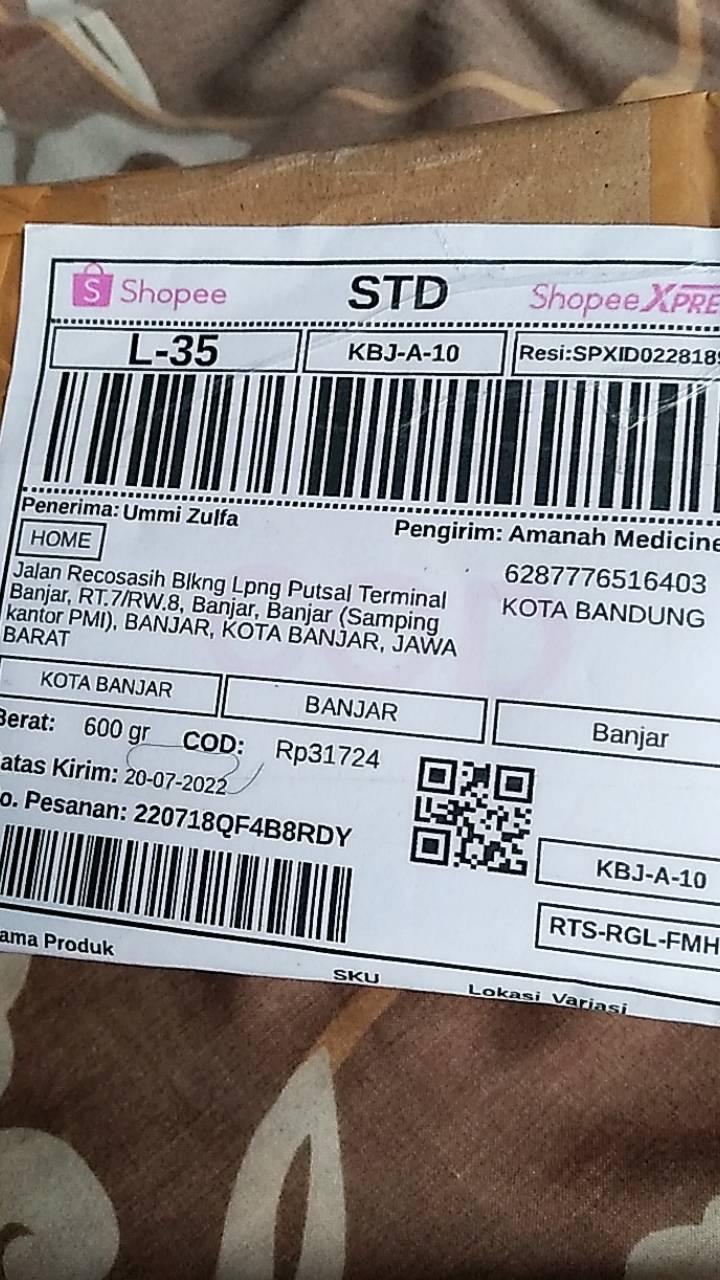 Shopee
STD
Shopee XPRE
L-35
KBJ-A-10
Resi:SPXID0228189
Penerima: Ummi Zulfa
Pengirim: Amanah Medicine
HOME
6287776516403
KOTA BANDUNG
Jalan Recosasih Blkng Lpng Putsal Terminal
Banjar, RT.7/RW.8, Banjar, Banjar (Samping
kantor PMI), BANJAR, KOTA BANJAR, JAWA
BARAT
COD
KOTA BANJAR
BANJAR
Banjar
Berat: 600 gr
COD: Rp31724
atas Kirim: 20-07-2022
o. Pesanan: 220718QF4B8RDY
KBJ-A-10
RTS-RGL-FMH
ama Produk
SKU
Lokasi Variasi